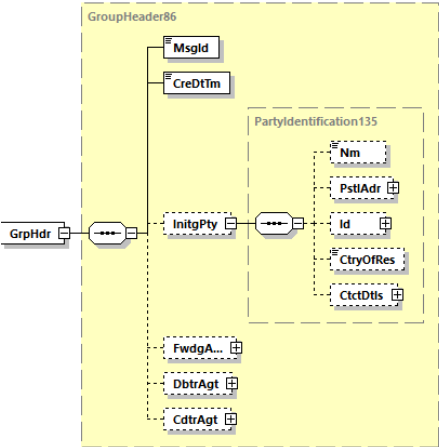 GroupHeader86
MsgId
CreDtTm
PartyIdentification135
Nm
PstlAdr
GrpHdr
InitgPty
Id
CtryOfRes
CtctDtls
FwdgA...
DbtrAgt
CdtrAgt